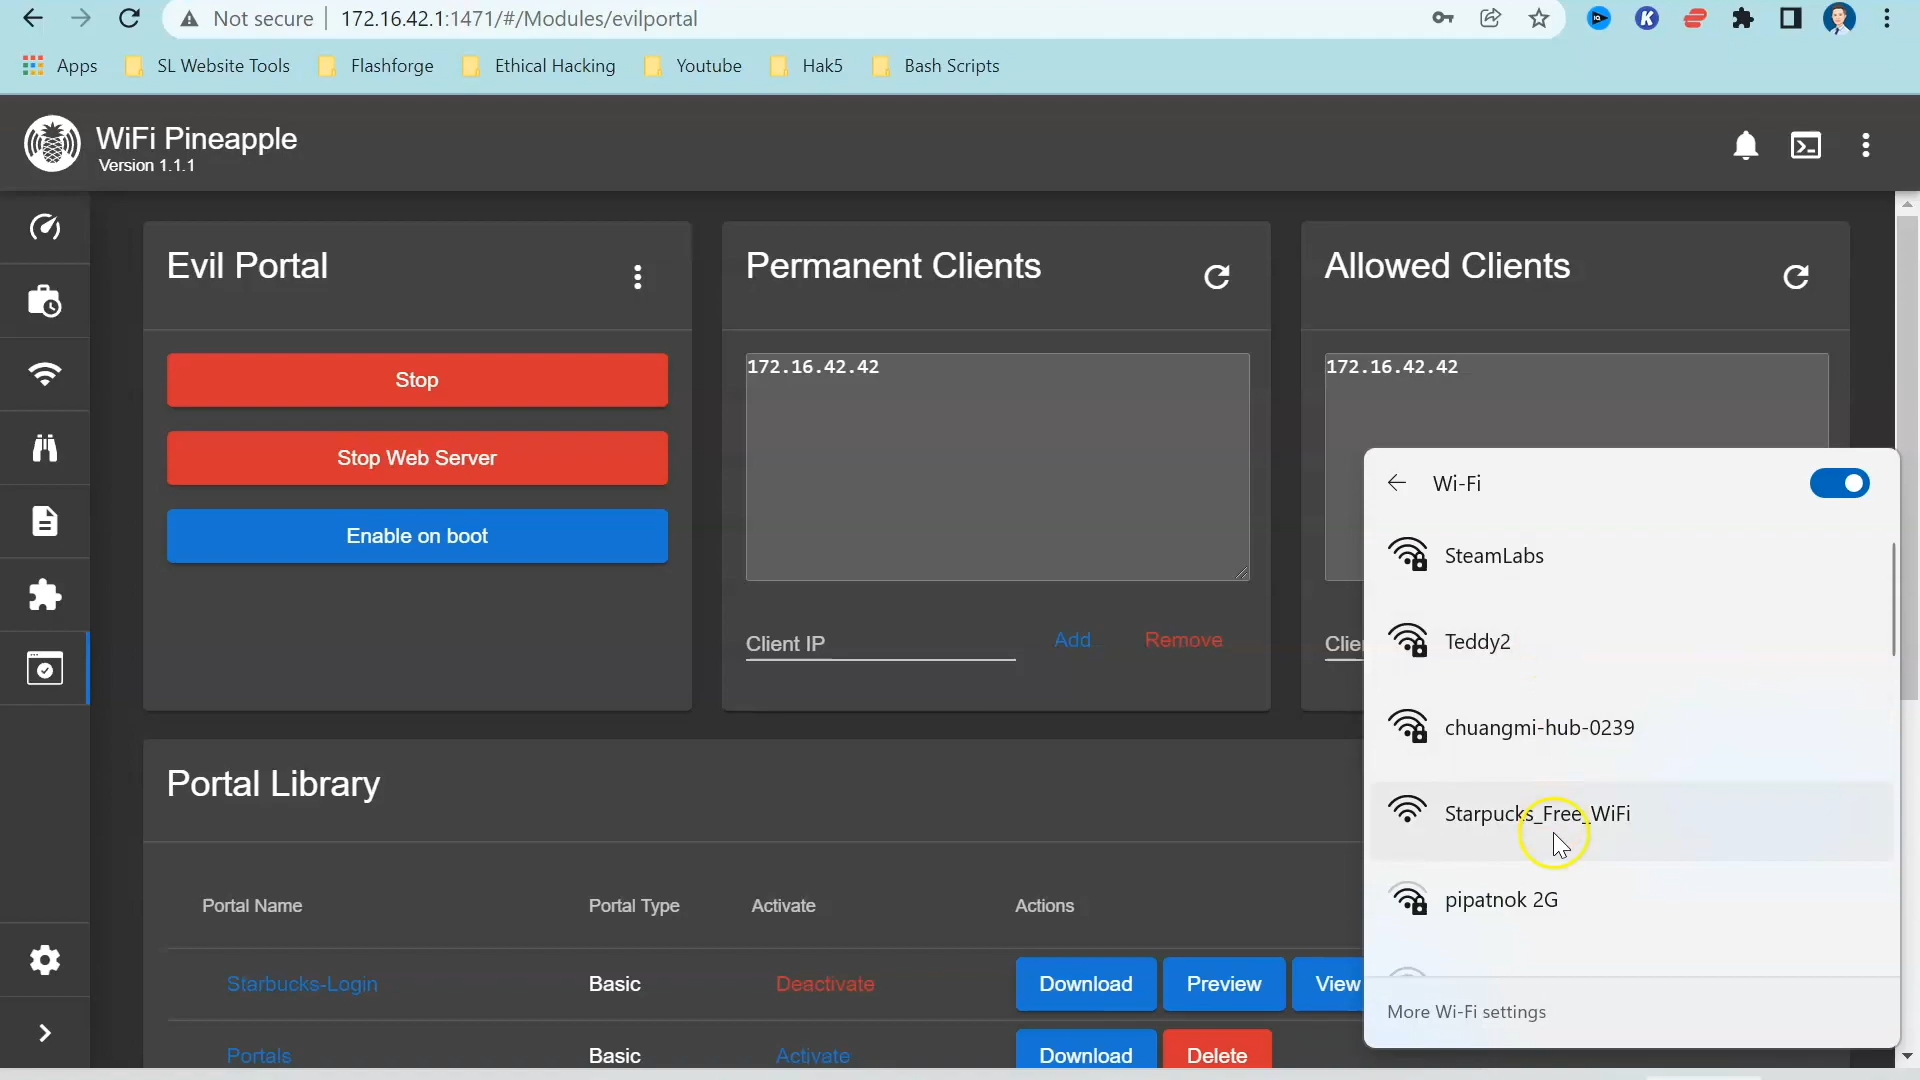 Not secure
172.16.42.1:1471/#/Modules/evilportal
Apps
SL Website Tools
Flashforge
Ethical Hacking
Youtube
Hak5
Bash Scripts
WiFi Pineapple
Version 1.1.1
Evil Portal
Stop
Stop Web Server
Enable on boot
Permanent Clients
172.16.42.42
Client IP
Add
Remove
Allowed Clients
172.16.42.42
Clie
Wi-Fi
SteamLabs
Teddy2
chuangmi-hub-0239
Starpucks_Free_WiFi
pipatnok 2G
More Wi-Fi settings
Portal Library
Portal Name Portal Type Activate Actions
Starbucks-Login Basic Deactivate Download Preview View
Portals Basic Activate Download Delete